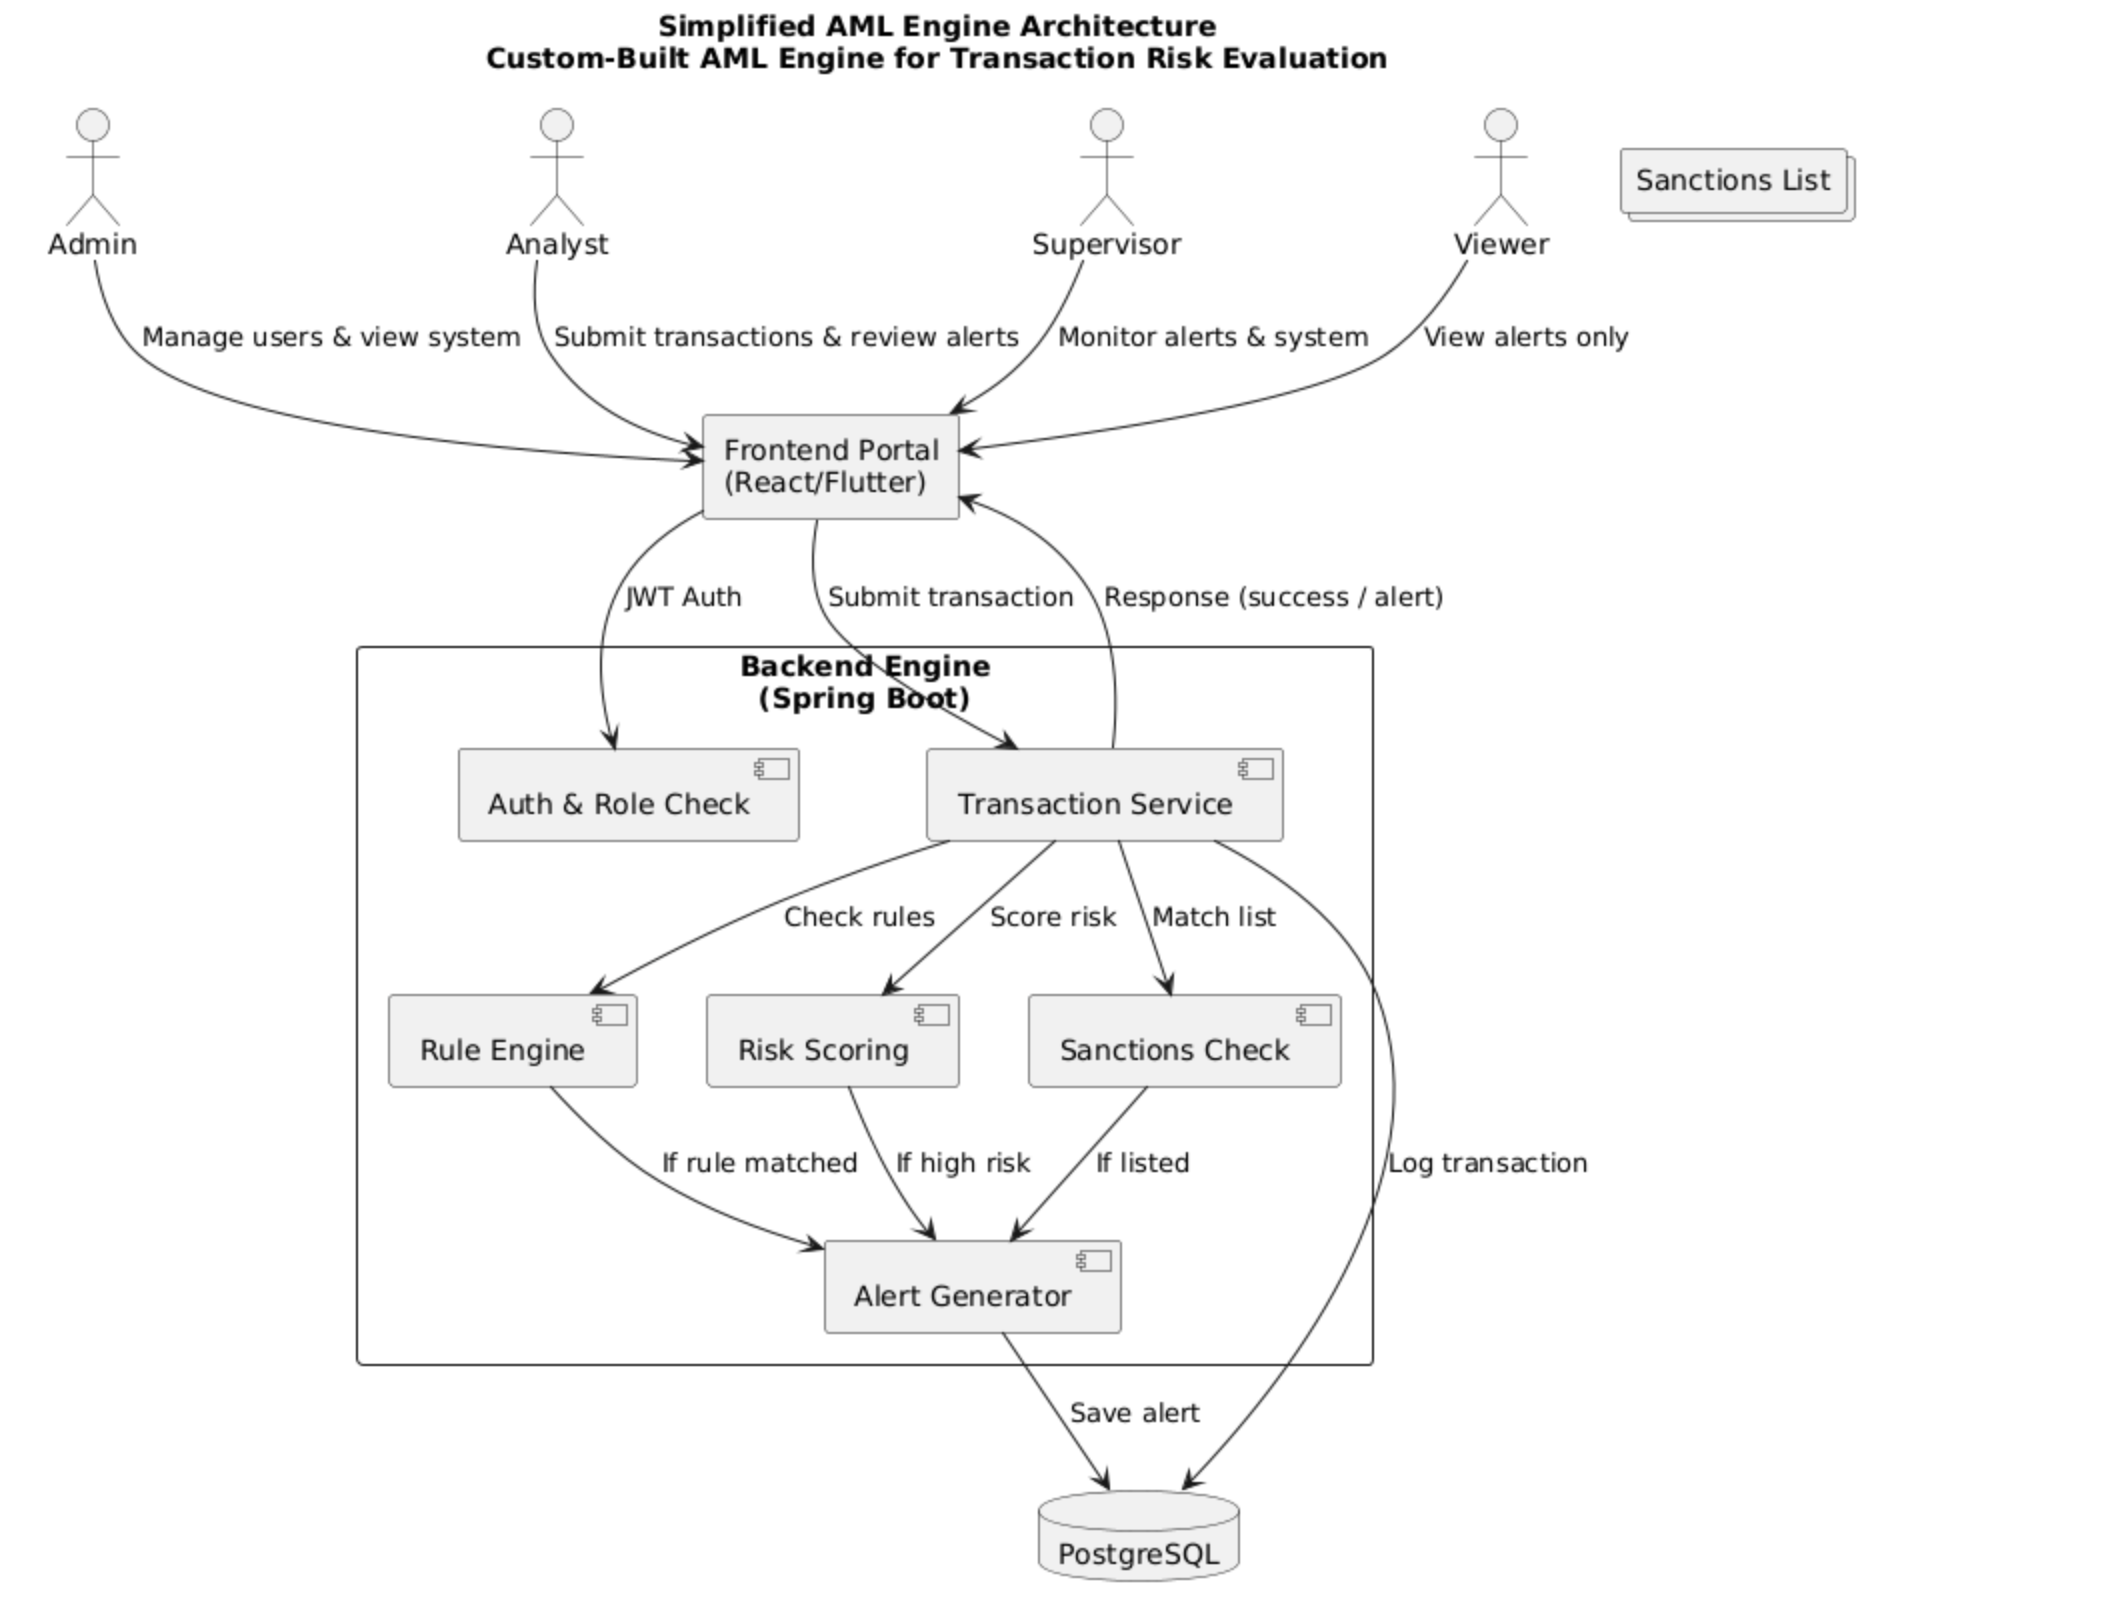 Simplified AML Engine Architecture
Custom-Built AML Engine for Transaction Risk Evaluation
Sanctions List
Admin
Analyst
Supervisor
Viewer
Manage users & view system
Submit transactions & review alerts
Monitor alerts & system
View alerts only
Frontend Portal
(React/Flutter)
JWT Auth
Submit transaction
Response (success / alert)
Backend Engine
(Spring Boot)
Auth & Role Check
Transaction Service
Check rules
Score risk
Match list
Rule Engine
Risk Scoring
Sanctions Check
If rule matched
If high risk
If listed
Log transaction
Alert Generator
Save alert
PostgreSQL